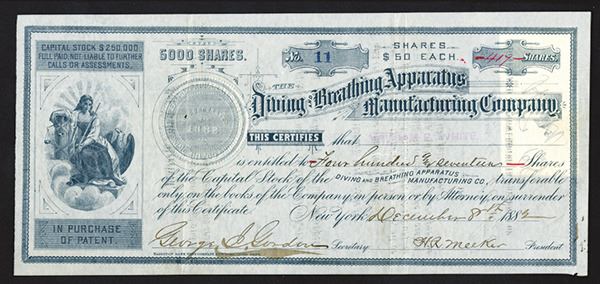 CAPITAL STOCK $250,000
FULL PAID, NOT LIABLE TO FURTHER
CALLS OR ASSESSMENTS.
5000 SHARES.
No. 11
SHARES
$50 EACH.
417 SHARES.
THE
Diving and Breathing Apparatus
Manufacturing Company,
THIS CERTIFIES that
is entitled to Four hundred & seventeen Shares
of the Capital Stock of the DIVING AND BREATHING APPARATUS MANUFACTURING CO., transferable
only on the books of the Company, in person or by Attorney, on surrender
of this Certificate.
New York December 8th 1882
George S. Gordon Secretary.
H.R. Meeker President
IN PURCHASE
OF PATENT.